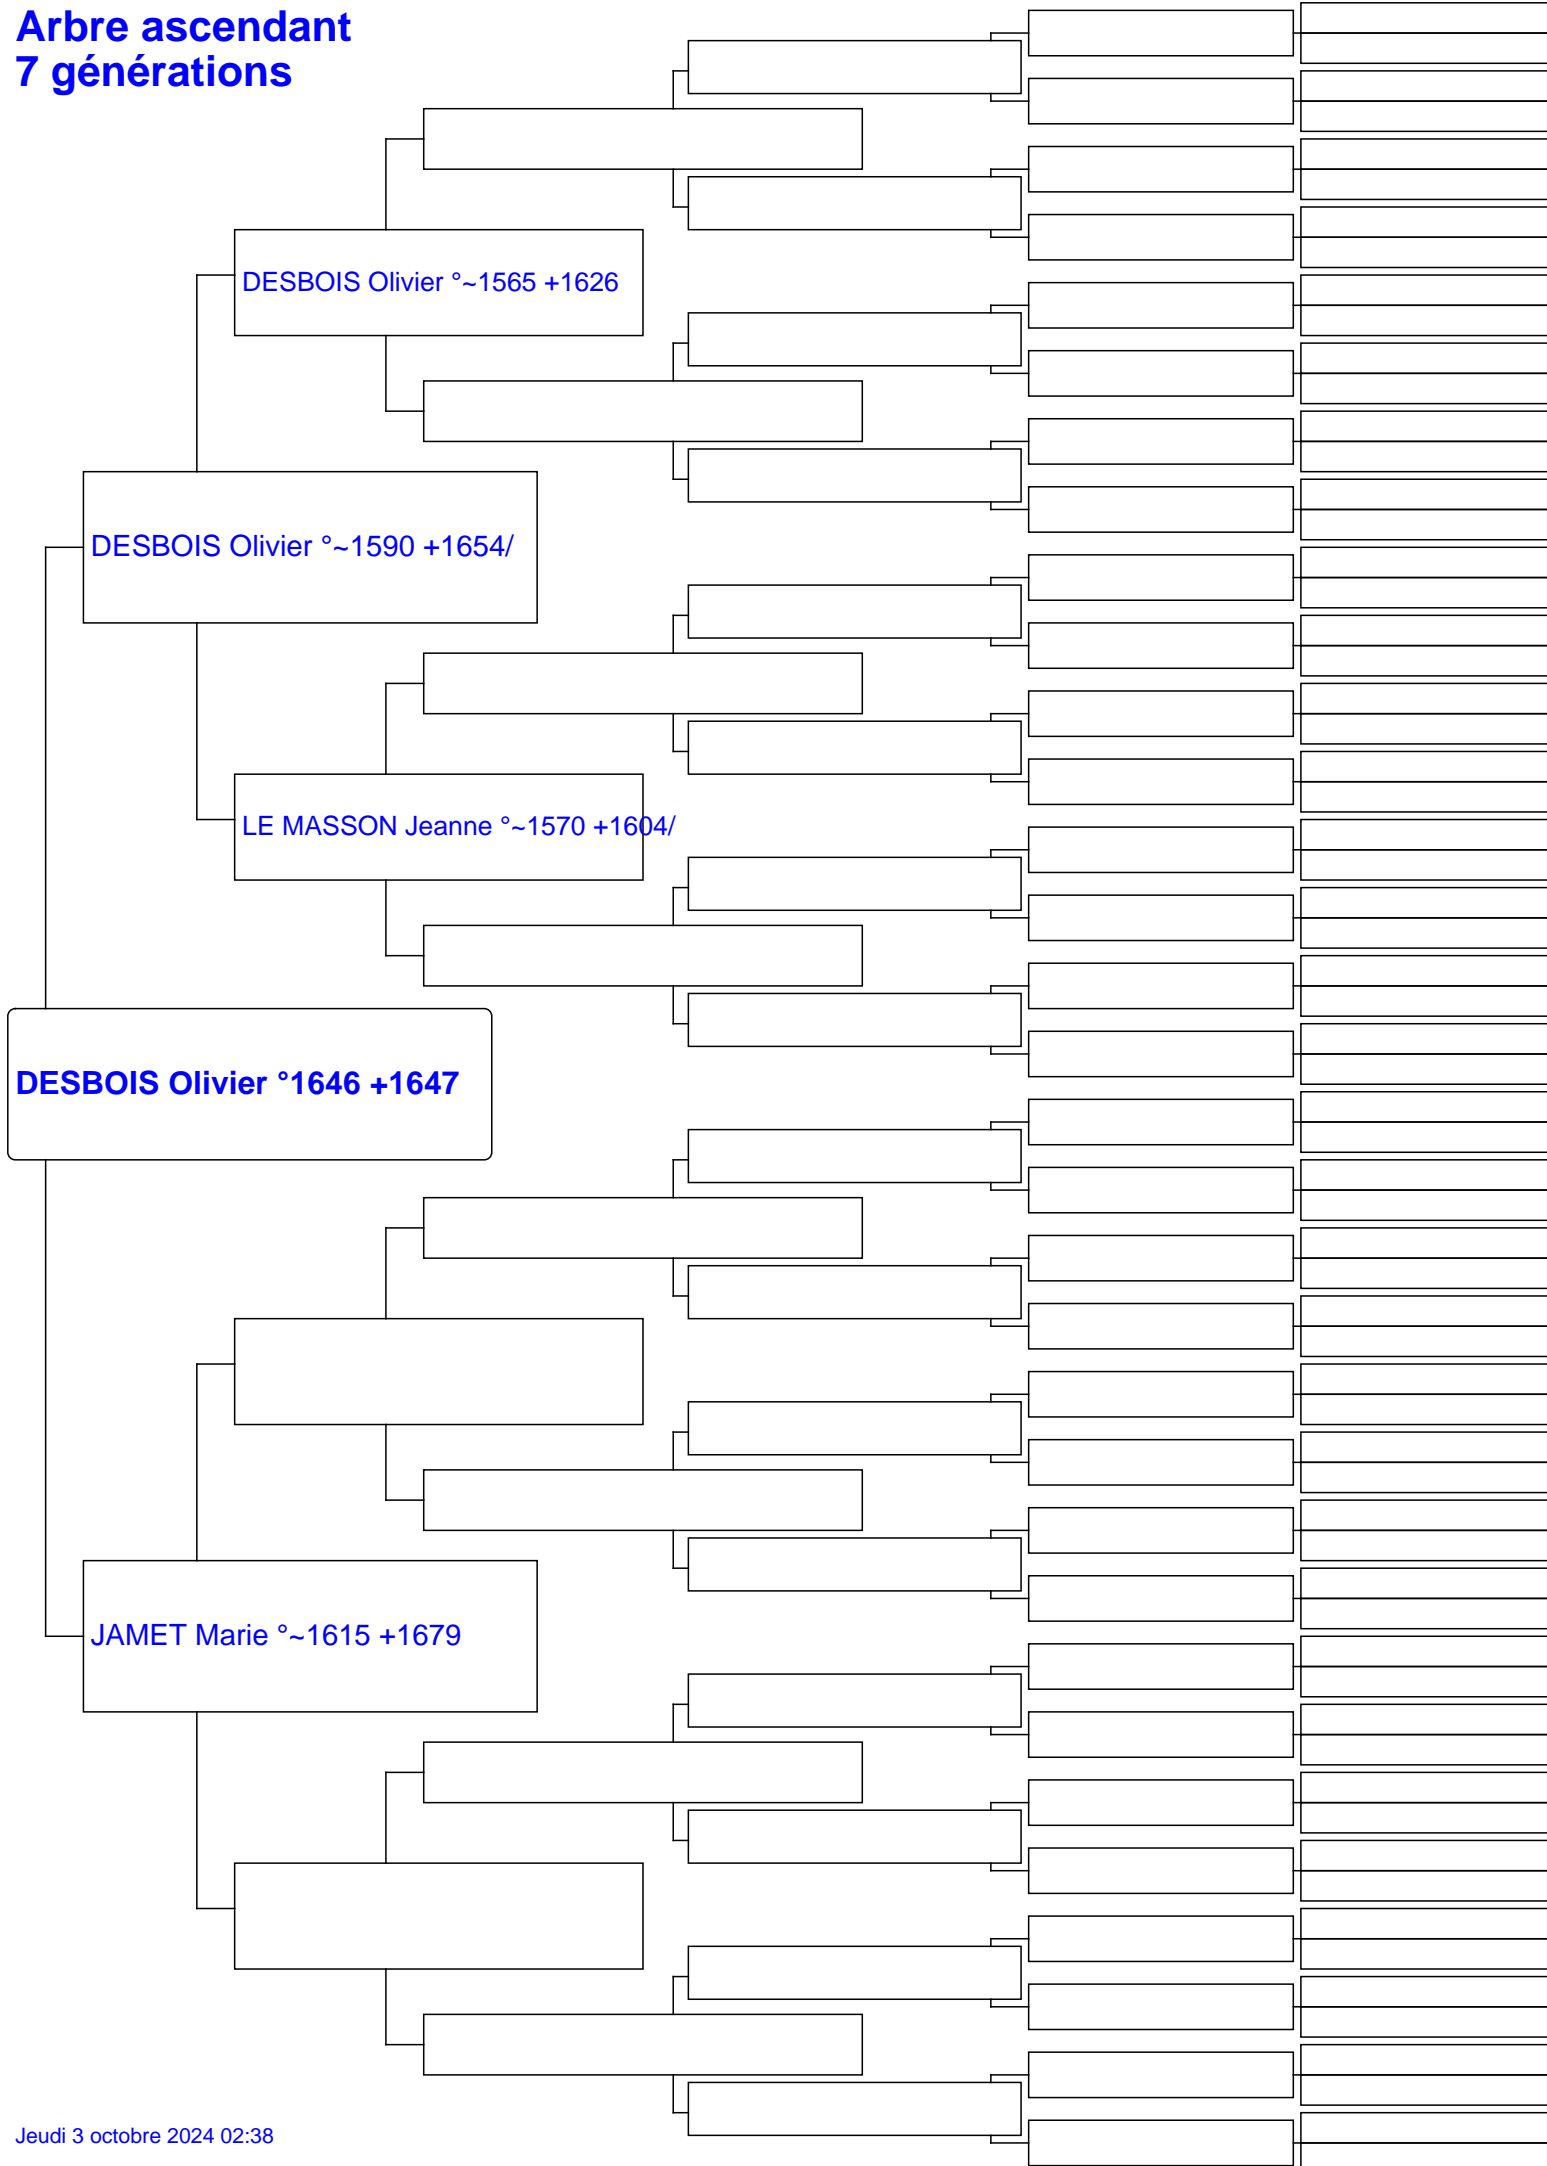 Arbre ascendant
7 générations
DESBOIS Olivier °~1565 +1626
DESBOIS Olivier °~1590 +1654/
LE MASSON Jeanne °~1570 +1604/
DESBOIS Olivier °1646 +1647
JAMET Marie °~1615 +1679
Jeudi 3 octobre 2024 02:38